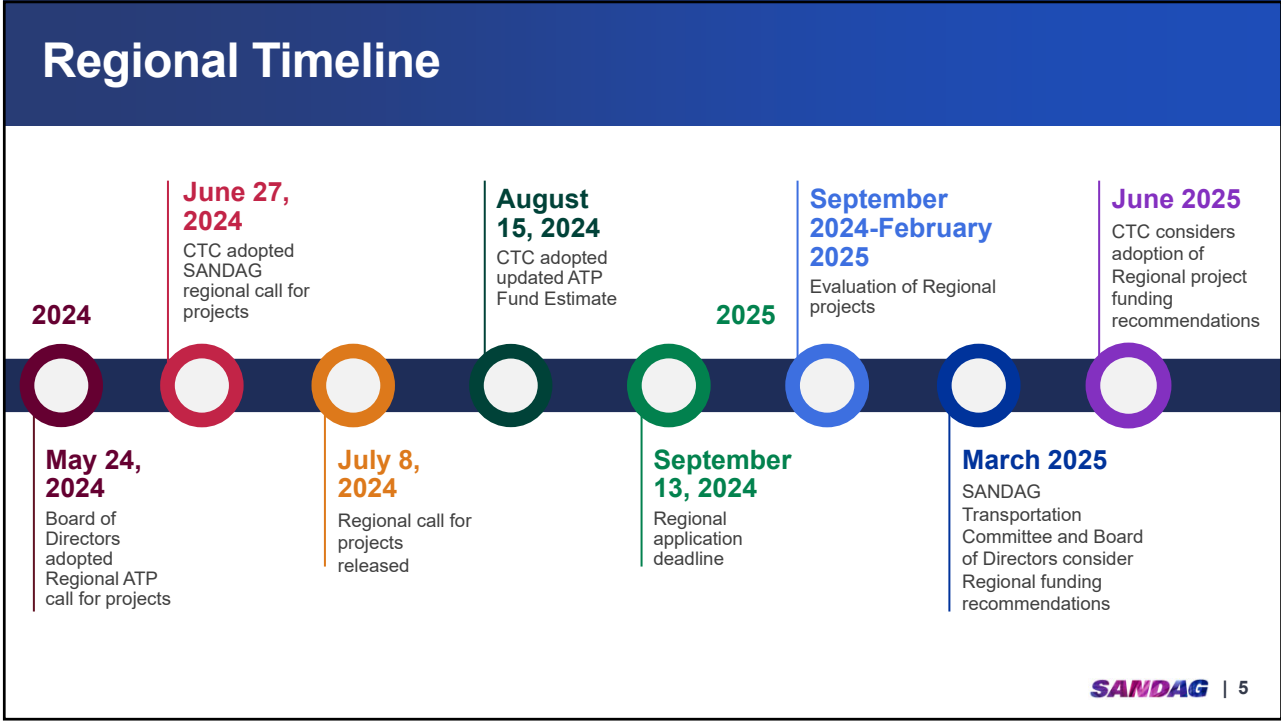 Regional Timeline
2024
May 24,
2024
Board of
Directors
adopted
Regional ATP
call for projects
June 27,
2024
CTC adopted
SANDAG
regional call for
projects
July 8,
2024
Regional call for
projects
released
August
15, 2024
CTC adopted
updated ATP
Fund Estimate
September
13, 2024
Regional
application
deadline
2025
September
2024-February
2025
Evaluation of Regional
projects
March 2025
SANDAG
Transportation
Committee and Board
of Directors consider
Regional funding
recommendations
June 2025
CTC considers
adoption of
Regional project
funding
recommendations
SANDAG | 5